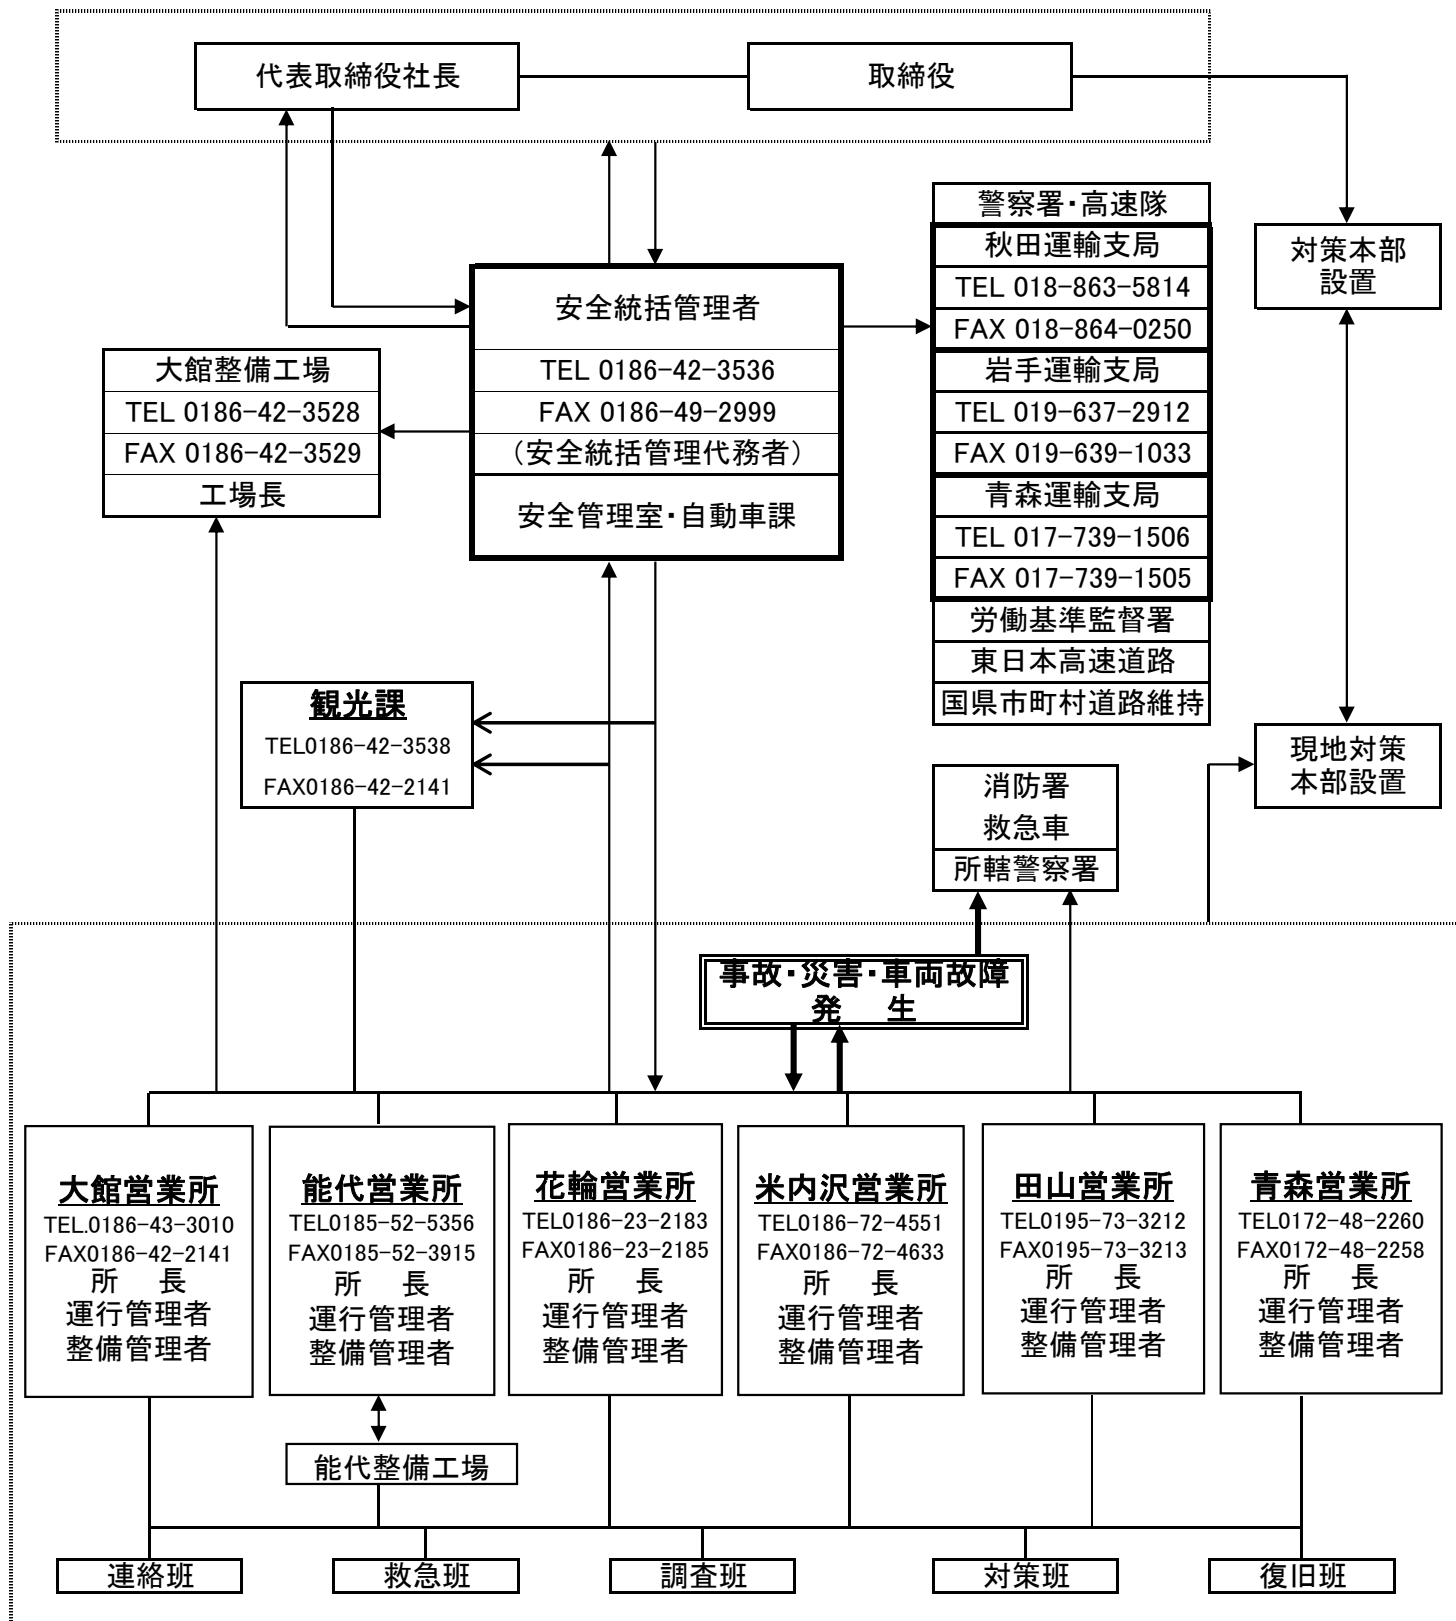 代表取締役社長
取締役
警察署・高速隊
秋田運輸支局
TEL 018-863-5814
FAX 018-864-0250
岩手運輸支局
TEL 019-637-2912
FAX 019-639-1033
青森運輸支局
TEL 017-739-1506
FAX 017-739-1505
労働基準監督署
東日本高速道路
国県市町村道路維持
対策本部
設置
安全統括管理者
TEL 0186-42-3536
FAX 0186-49-2999
(安全統括管理代務者)
安全管理室・自動車課
大館整備工場
TEL 0186-42-3528
FAX 0186-42-3529
工場長
観光課
TEL0186-42-3538
FAX0186-42-2141
現地対策
本部設置
消防署
救急車
所轄警察署
事故・災害・車両故障
発 生
大館営業所
TEL.0186-43-3010
FAX0186-42-2141
所 長
運行管理者
整備管理者
能代営業所
TEL0185-52-5356
FAX0185-52-3915
所 長
運行管理者
整備管理者
花輪営業所
TEL0186-23-2183
FAX0186-23-2185
所 長
運行管理者
整備管理者
米内沢営業所
TEL0186-72-4551
FAX0186-72-4633
所 長
運行管理者
整備管理者
田山営業所
TEL0195-73-3212
FAX0195-73-3213
所 長
運行管理者
整備管理者
青森営業所
TEL0172-48-2260
FAX0172-48-2258
所 長
運行管理者
整備管理者
能代整備工場
連絡班
救急班
調査班
対策班
復旧班